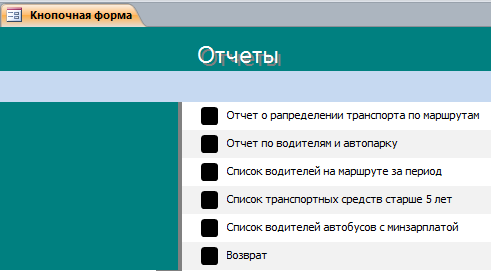 Кнопочная форма
Отчеты
Отчет о рапределении транспорта по маршрутам
Отчет по водителям и автопарку
Список водителей на маршруте за период
Список транспортных средств старше 5 лет
Список водителей автобусов с минзарплатой
Возврат